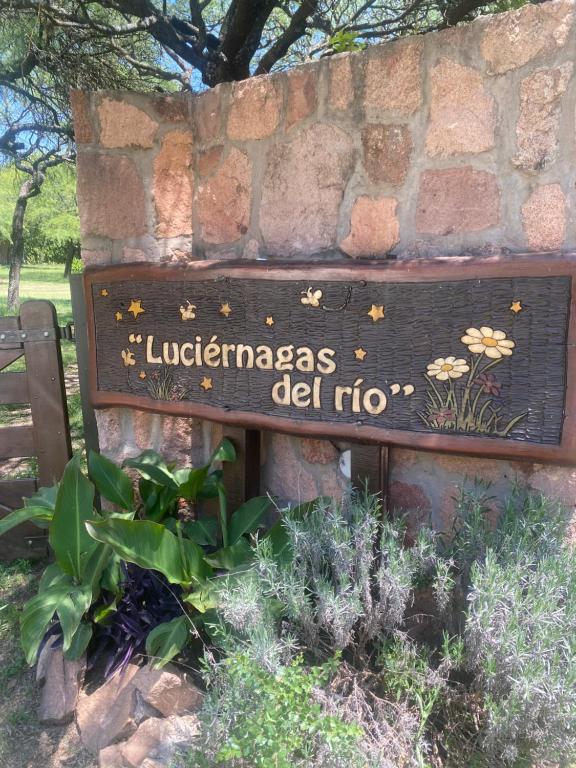 “Luciérnagas
del río”